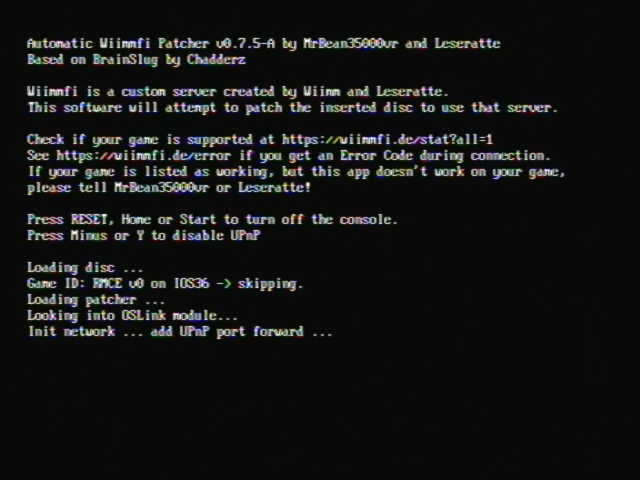 Automatic Wiimmfi Patcher v0.7.5-A by MrBean35000vr and Leseratte
Based on BrainSlug by Chadderz
Wiimmfi is a custom server created by Wiimm and Leseratte.
This software will attempt to patch the inserted disc to use that server.
Check if your game is supported at https://wiimmfi.de/stat?all=1
See https://wiimmfi.de/error if you get an Error Code during connection.
If your game is listed as working, but this app doesn't work on your game,
please tell MrBean35000vr or Leseratte!
Press RESET, Home or Start to turn off the console.
Press Minus or Y to disable UPnP
Loading disc ...
Game ID: RMCE v0 on IOS36 -> skipping.
Loading patcher ...
Looking into OSLink module...
Init network ... add UPnP port forward ...